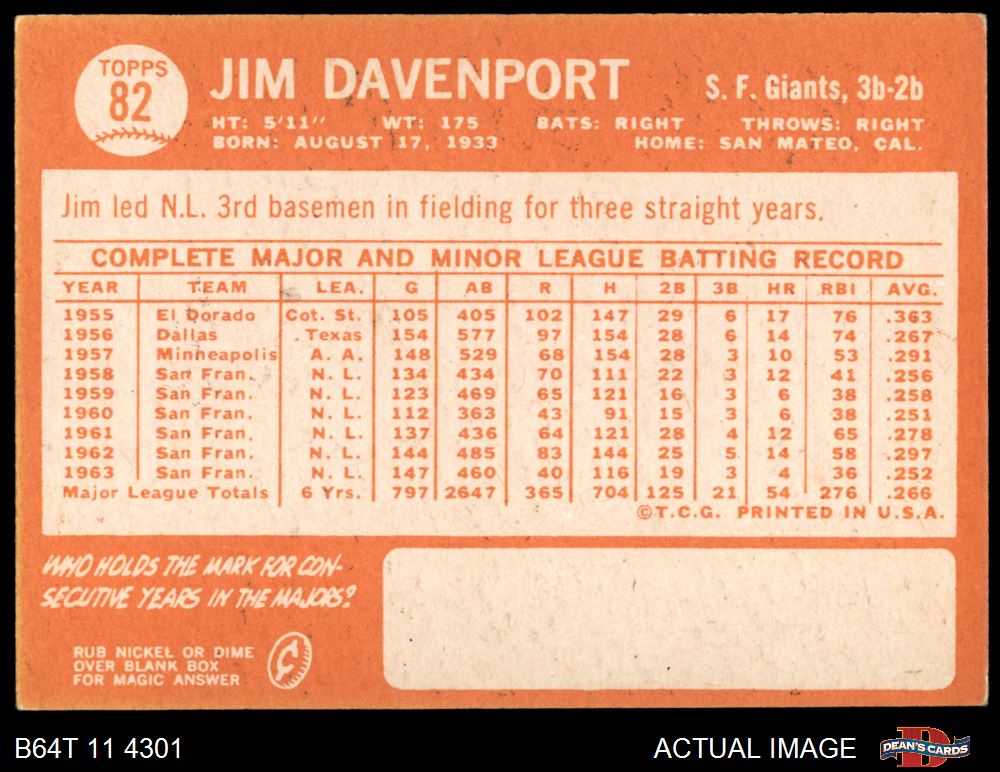 TOPPS
82
JIM DAVENPORT
S. F. Giants, 3b-2b
HT: 5'11" WT: 175 BATS: RIGHT THROWS: RIGHT
BORN: AUGUST 17, 1933 HOME: SAN MATEO, CAL.
Jim led N.L. 3rd basemen in fielding for three straight years.
COMPLETE MAJOR AND MINOR LEAGUE BATTING RECORD
YEAR TEAM LEA. G AB R H 2B 3B HR RBI AVG.
1955 El Dorado Cot. St. 105 405 102 147 29 6 17 76 .363
1956 Dallas Texas 154 577 97 154 28 6 14 74 .267
1957 Minneapolis A. A. 148 529 68 154 28 3 10 53 .291
1958 San Fran. N. L. 134 434 70 111 22 3 12 41 .256
1959 San Fran. N. L. 123 469 65 121 16 3 6 38 .258
1960 San Fran. N. L. 112 363 43 91 15 3 6 38 .251
1961 San Fran. N. L. 137 436 64 121 28 4 12 65 .278
1962 San Fran. N. L. 144 485 83 144 25 5 14 58 .297
1963 San Fran. N. L. 147 460 40 116 19 3 4 36 .252
Major League Totals 6 Yrs. 797 2647 365 704 125 21 54 276 .266
©T.C.G. PRINTED IN U.S.A.
WHO HOLDS THE MARK FOR CON-
SECUTIVE YEARS IN THE MAJORS?
RUB NICKEL OR DIME
OVER BLANK BOX
FOR MAGIC ANSWER
¢
B64T 11 4301
ACTUAL IMAGE
D
DEAN'S CARDS